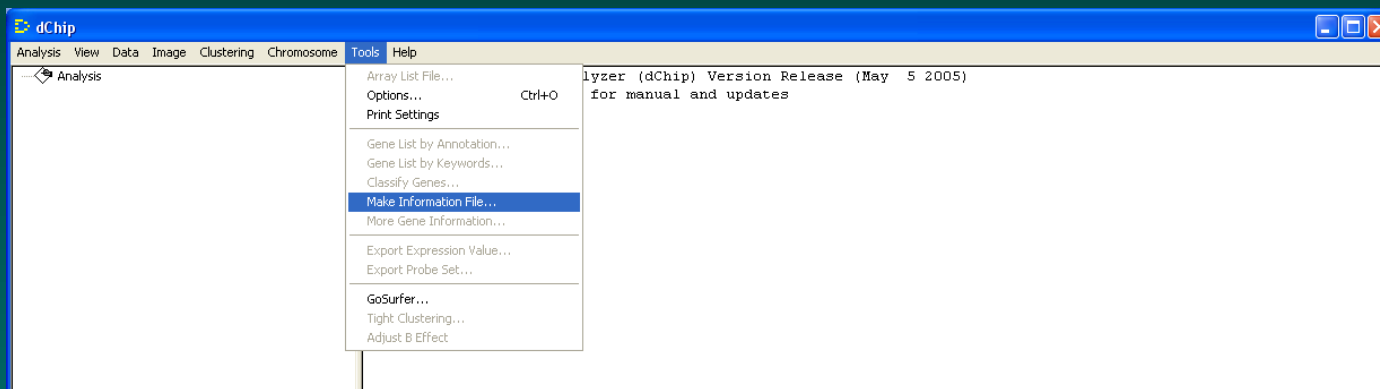 dChip
Analysis View Data Image Clustering Chromosome Tools Help
Analysis
Array List File...
Options... Ctrl+O
Print Settings
Gene List by Annotation...
Gene List by Keywords...
Classify Genes...
Make Information File...
More Gene Information...
Export Expression Value...
Export Probe Set...
GoSurfer...
Tight Clustering...
Adjust B Effect
lyzer (dChip) Version Release (May 5 2005)
for manual and updates